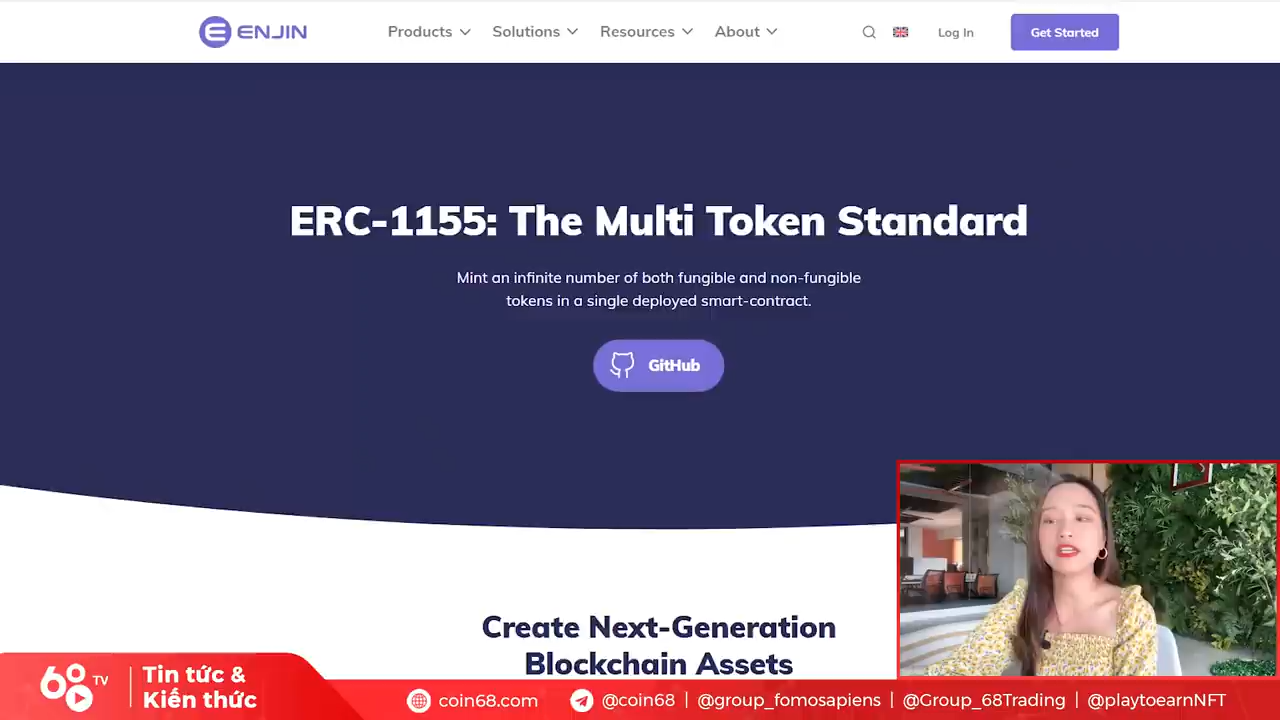 ENJIN
Products
Solutions
Resources
About
Log In
Get Started
ERC-1155: The Multi Token Standard
Mint an infinite number of both fungible and non-fungible
tokens in a single deployed smart-contract.
GitHub
Create Next-Generation
Blockchain Assets
68 TV
Tin tức &
Kiến thức
coin68.com
@coin68 | @group_fomosapiens | @Group_68Trading | @playtoearnNFT